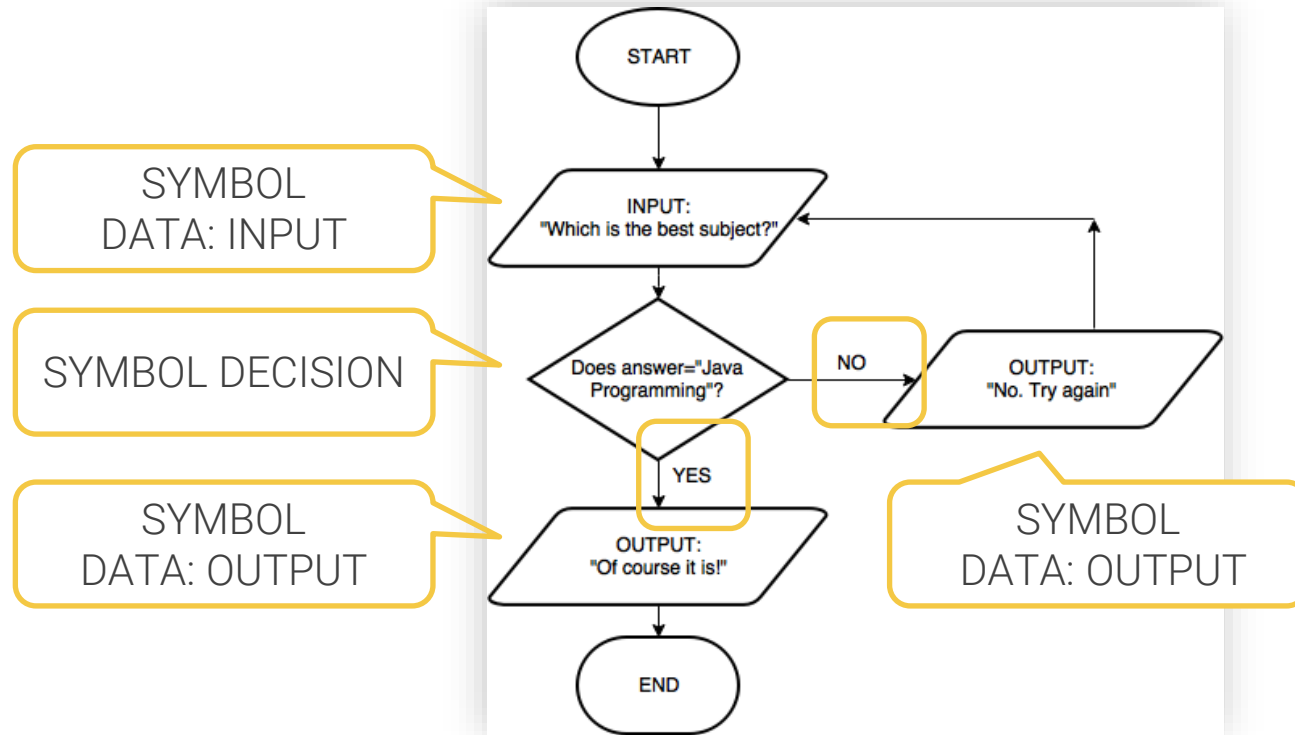 START
SYMBOL
DATA: INPUT
INPUT:
"Which is the best subject?"
SYMBOL DECISION
Does answer="Java
Programming"?
NO
OUTPUT:
"No. Try again"
YES
SYMBOL
DATA: OUTPUT
OUTPUT:
"Of course it is!"
SYMBOL
DATA: OUTPUT
END